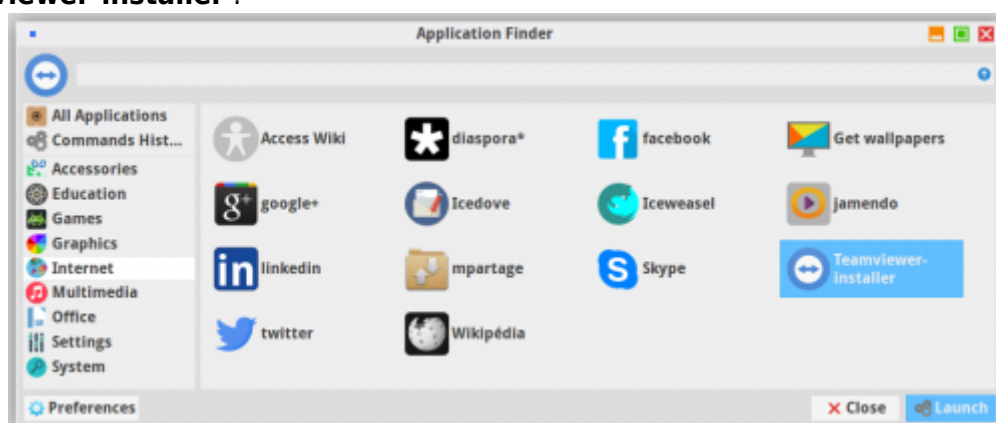 viewer-installer".
Application Finder
All Applications
Commands Hist...
Accessories
Education
Games
Graphics
Internet
Multimedia
Office
Settings
System
Access Wiki
diaspora*
facebook
Get wallpapers
google+
Icedove
Iceweasel
jamendo
linkedin
mpartage
Skype
Teamviewer-
installer
twitter
Wikipédia
Preferences
Close
Launch